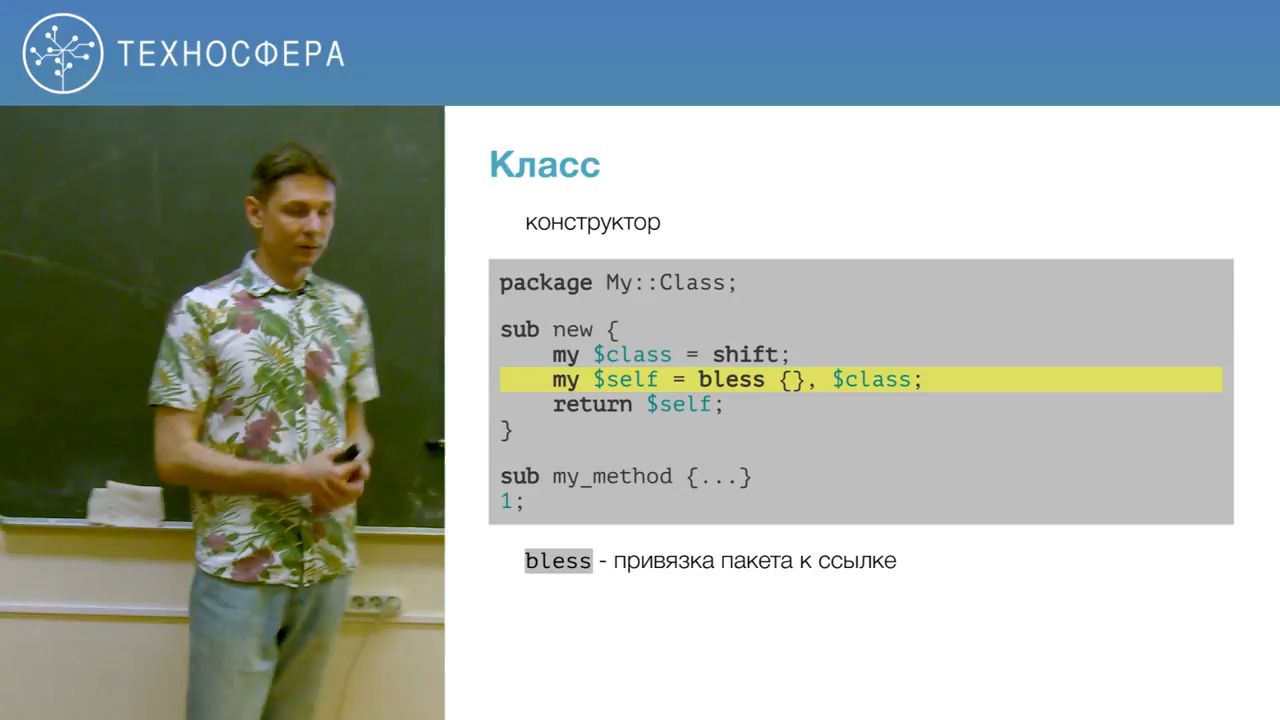 ТЕХНОСФЕРА
Класс
конструктор
package My::Class;
sub new {
    my $class = shift;
    my $self = bless {}, $class;
    return $self;
}
sub my_method {...}
1;
bless - привязка пакета к ссылке